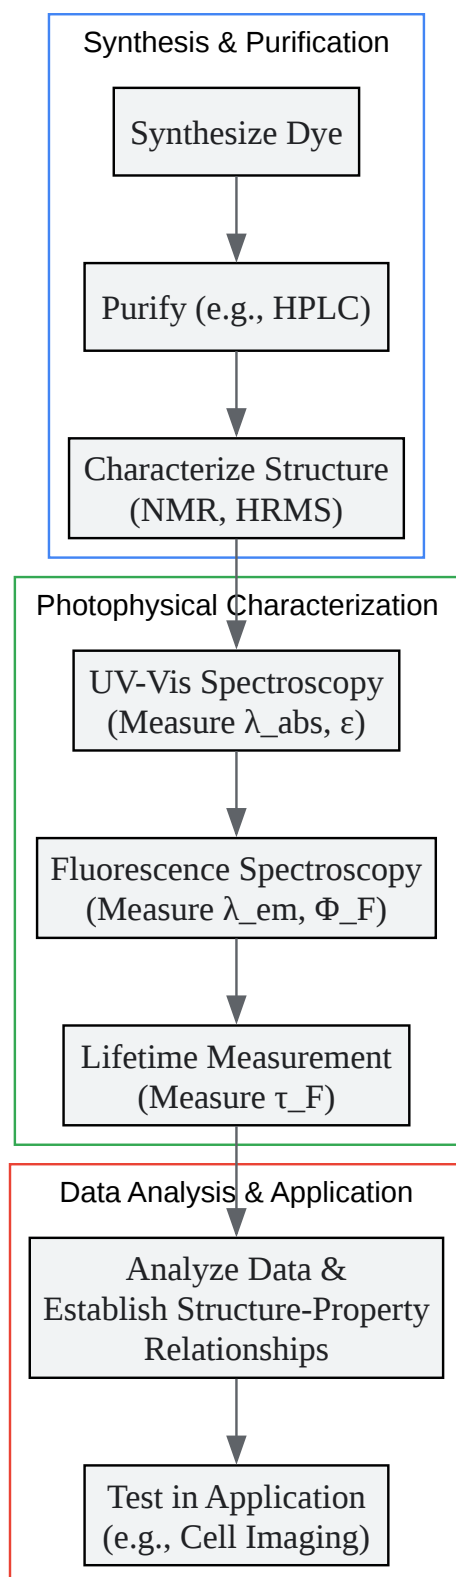 Synthesis & Purification
Synthesize Dye
Purify (e.g., HPLC)
Characterize Structure
(NMR, HRMS)
Photophysical Characterization
UV-Vis Spectroscopy
(Measure λ_abs, ε)
Fluorescence Spectroscopy
(Measure λ_em, Φ_F)
Lifetime Measurement
(Measure τ_F)
Data Analysis & Application
Analyze Data &
Establish Structure-Property
Relationships
Test in Application
(e.g., Cell Imaging)